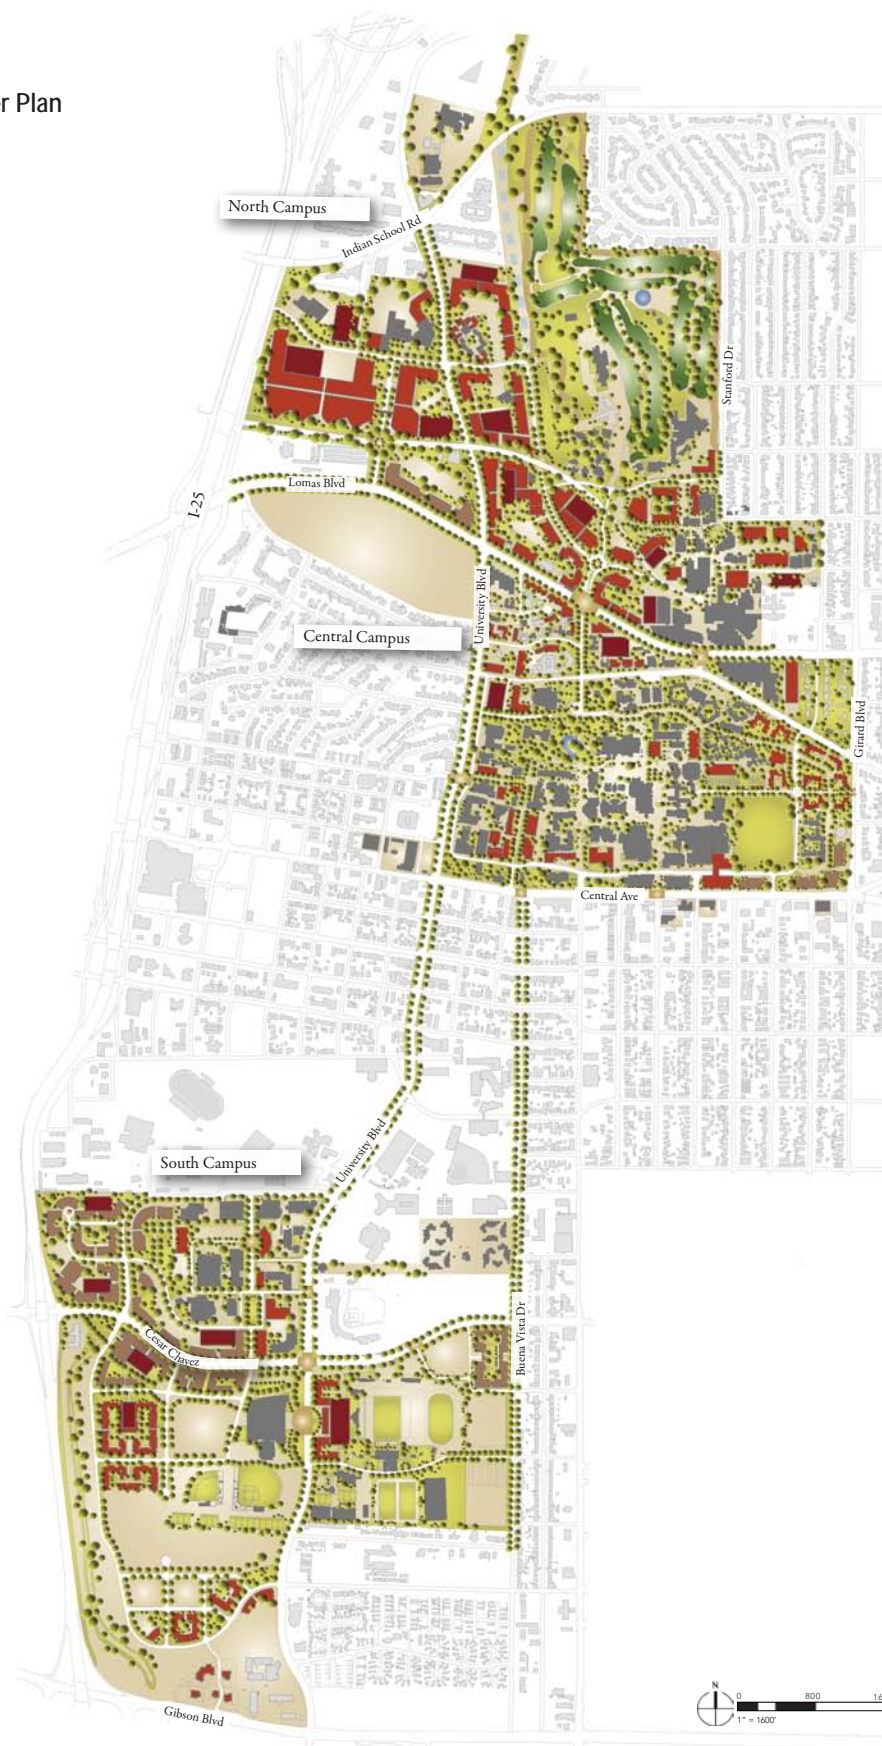 r Plan
North Campus
Indian School Rd
Stanford Dr
Lomas Blvd
I-25
University Blvd
Central Campus
Girard Blvd
Central Ave
University Blvd
South Campus
Buena Vista Dr
Cesar Chavez
Gibson Blvd
N
0 800 16
1" = 1600'